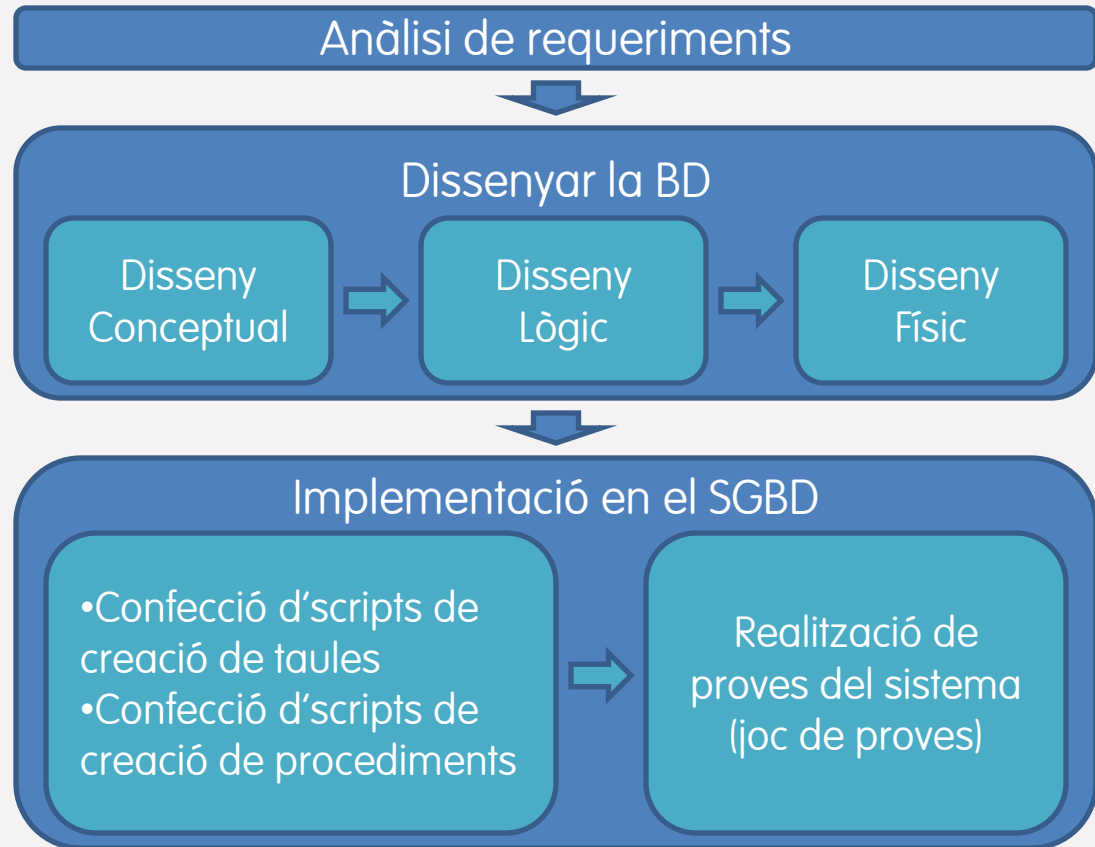 Anàlisi de requeriments
Dissenyar la BD
Disseny
Conceptual
Disseny
Lògic
Disseny
Físic
Implementació en el SGBD
•Confecció d’scripts de
creació de taules
•Confecció d’scripts de
creació de procediments
Realització de
proves del sistema
(joc de proves)